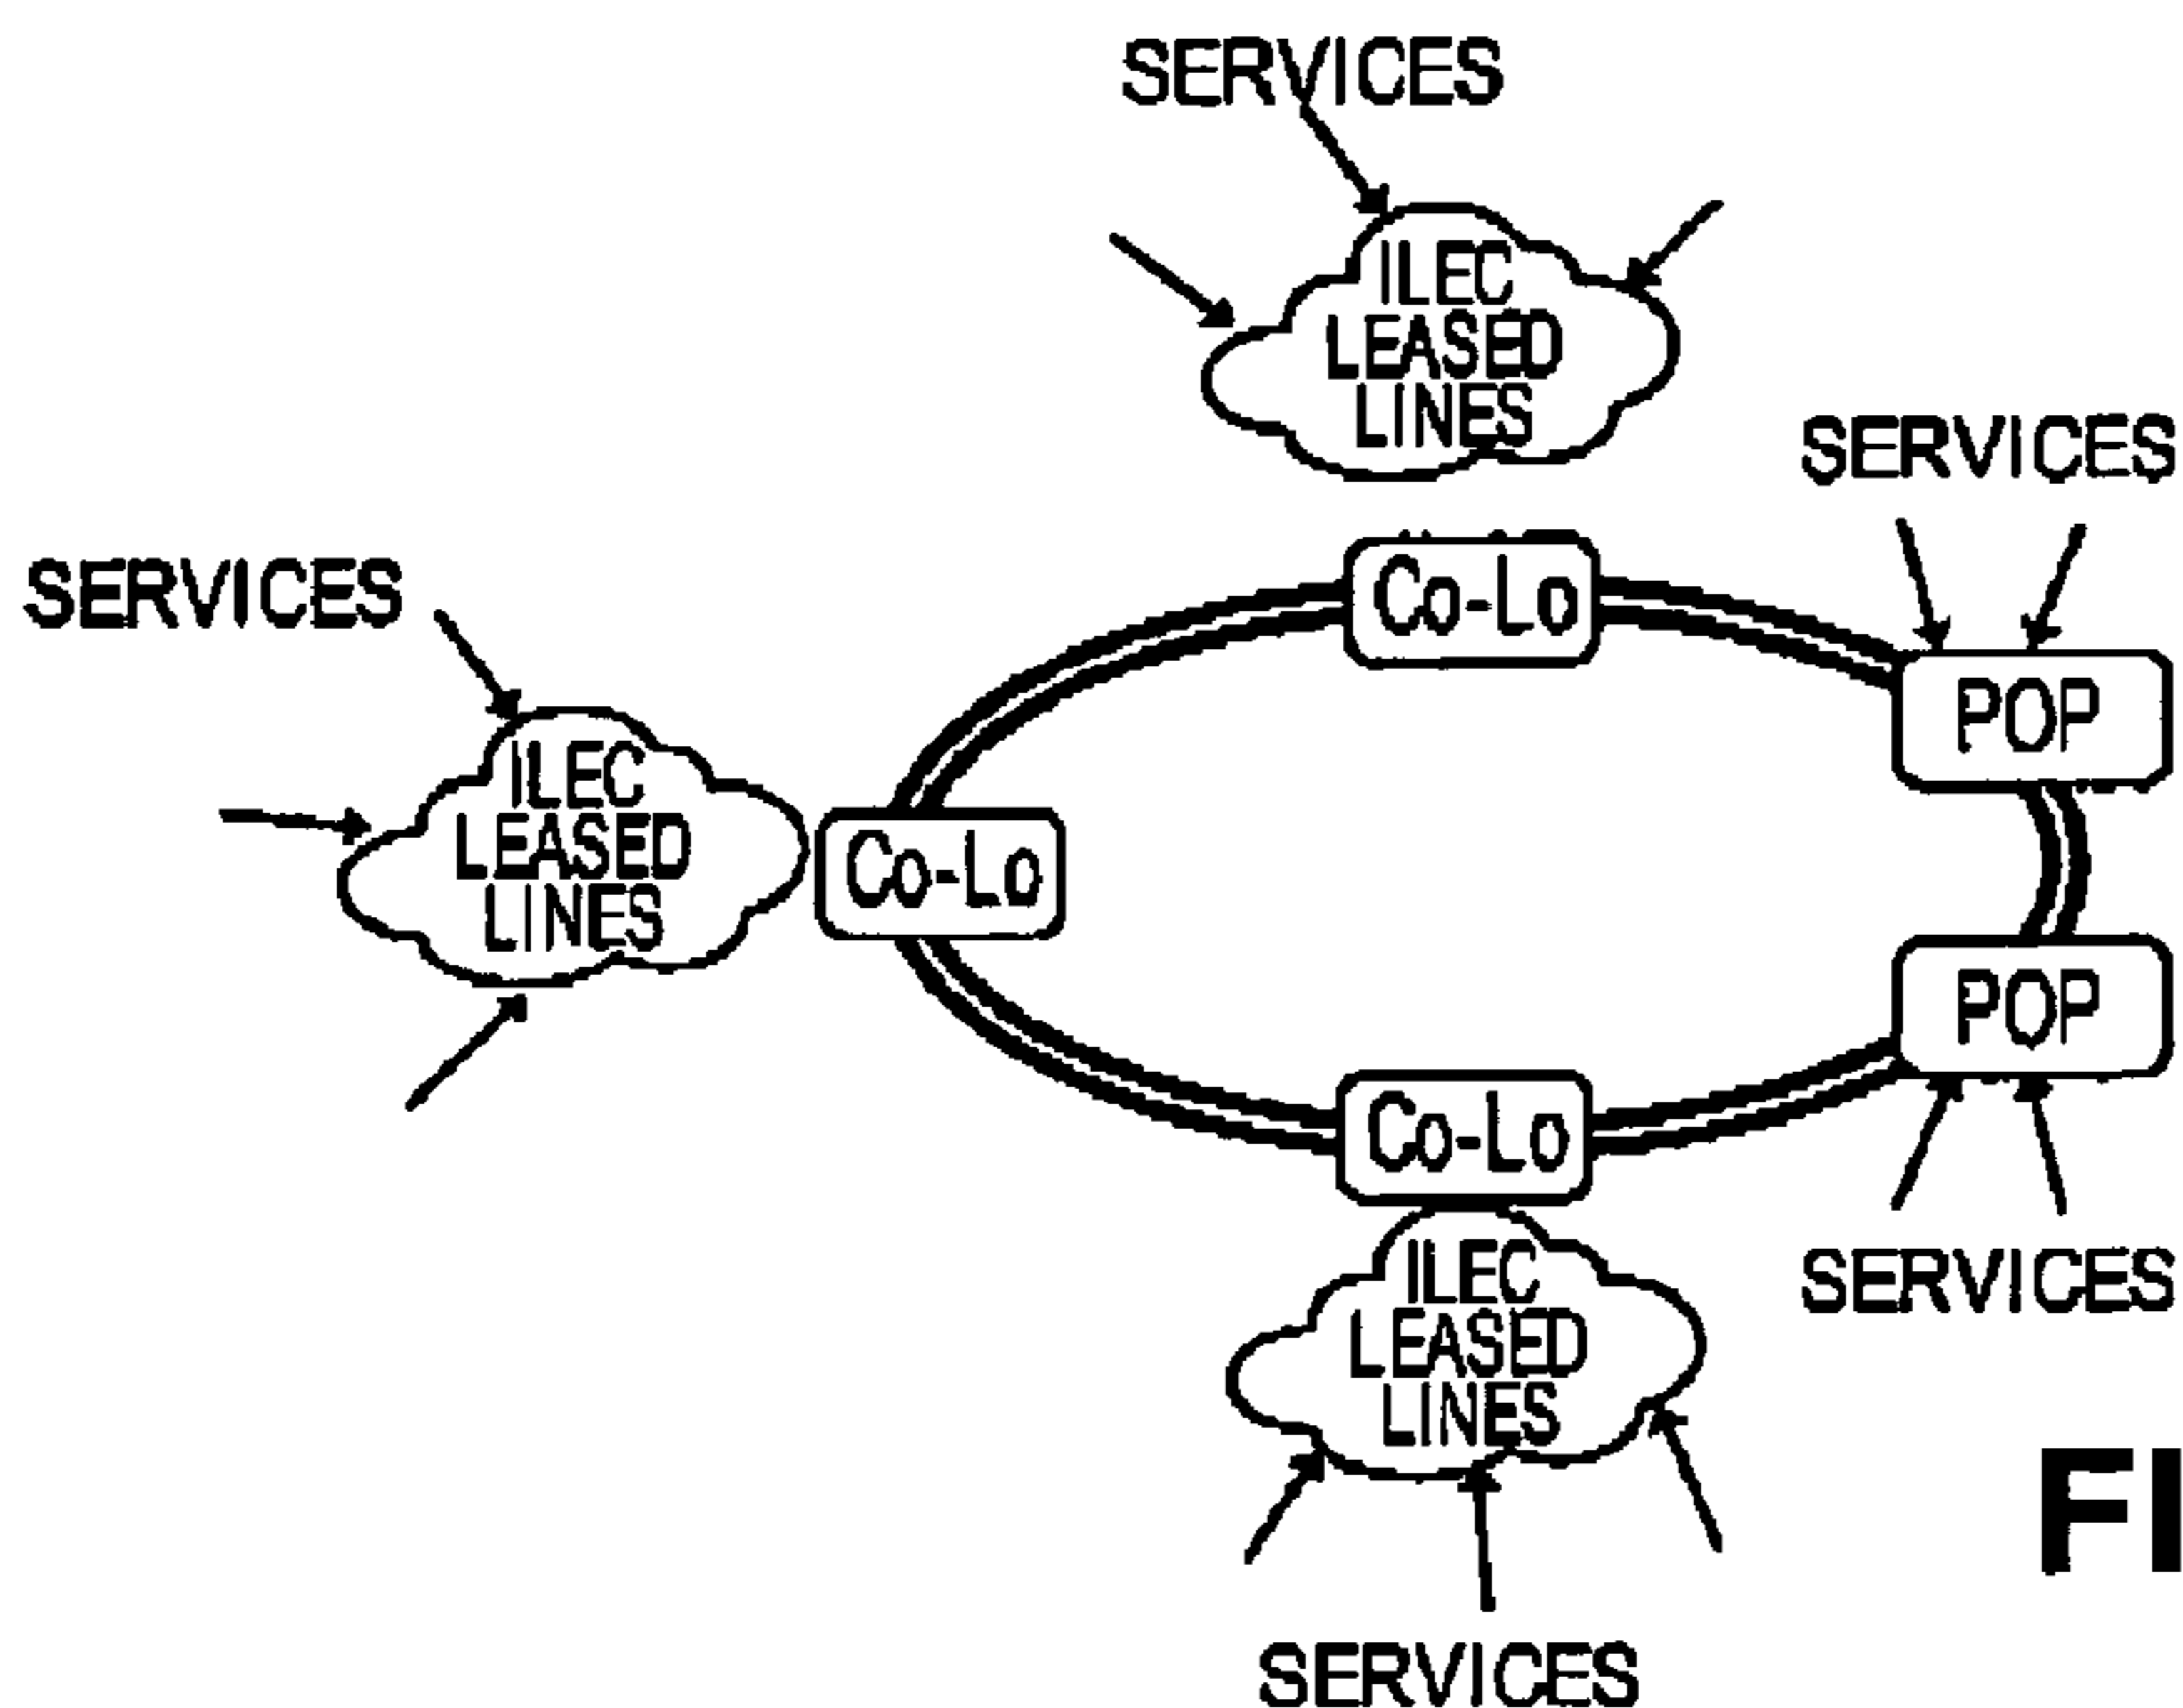 SERVICES
ILEC
LEASED
LINES
SERVICES
SERVICES
Co-Lo
POP
ILEC
LEASED
LINES
Co-Lo
POP
Co-Lo
ILEC
LEASED
LINES
SERVICES
FI
SERVICES